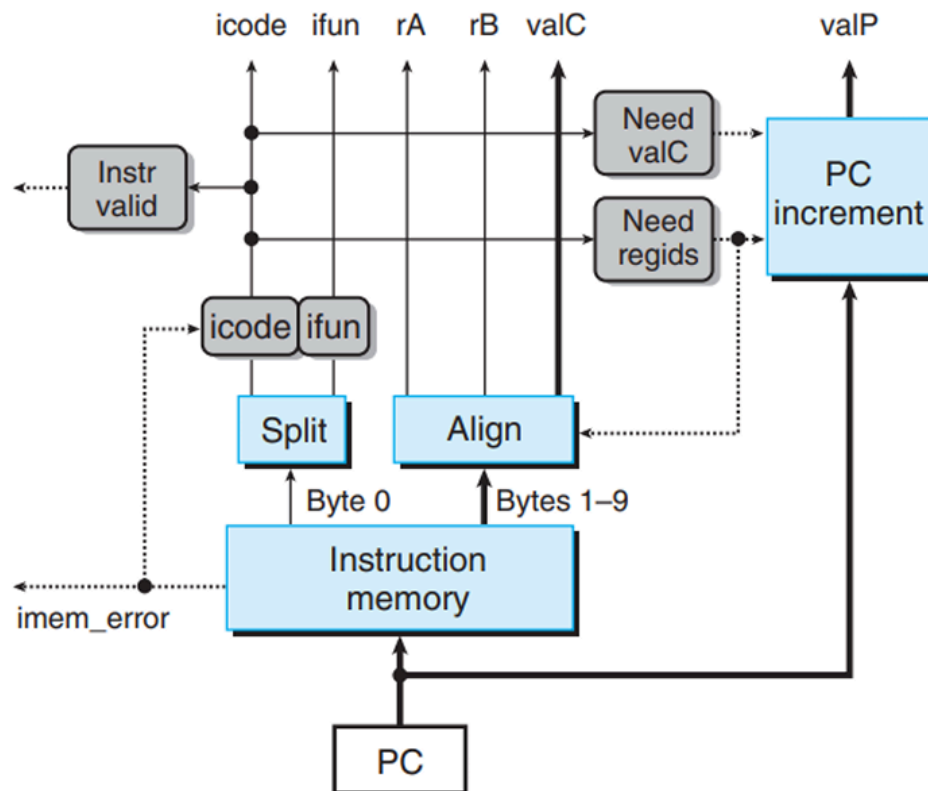 icode ifun rA rB valC valP
Need
valC
Instr
valid
PC
increment
Need
regids
icode ifun
Split Align
Byte 0 Bytes 1–9
Instruction
memory
imem_error
PC